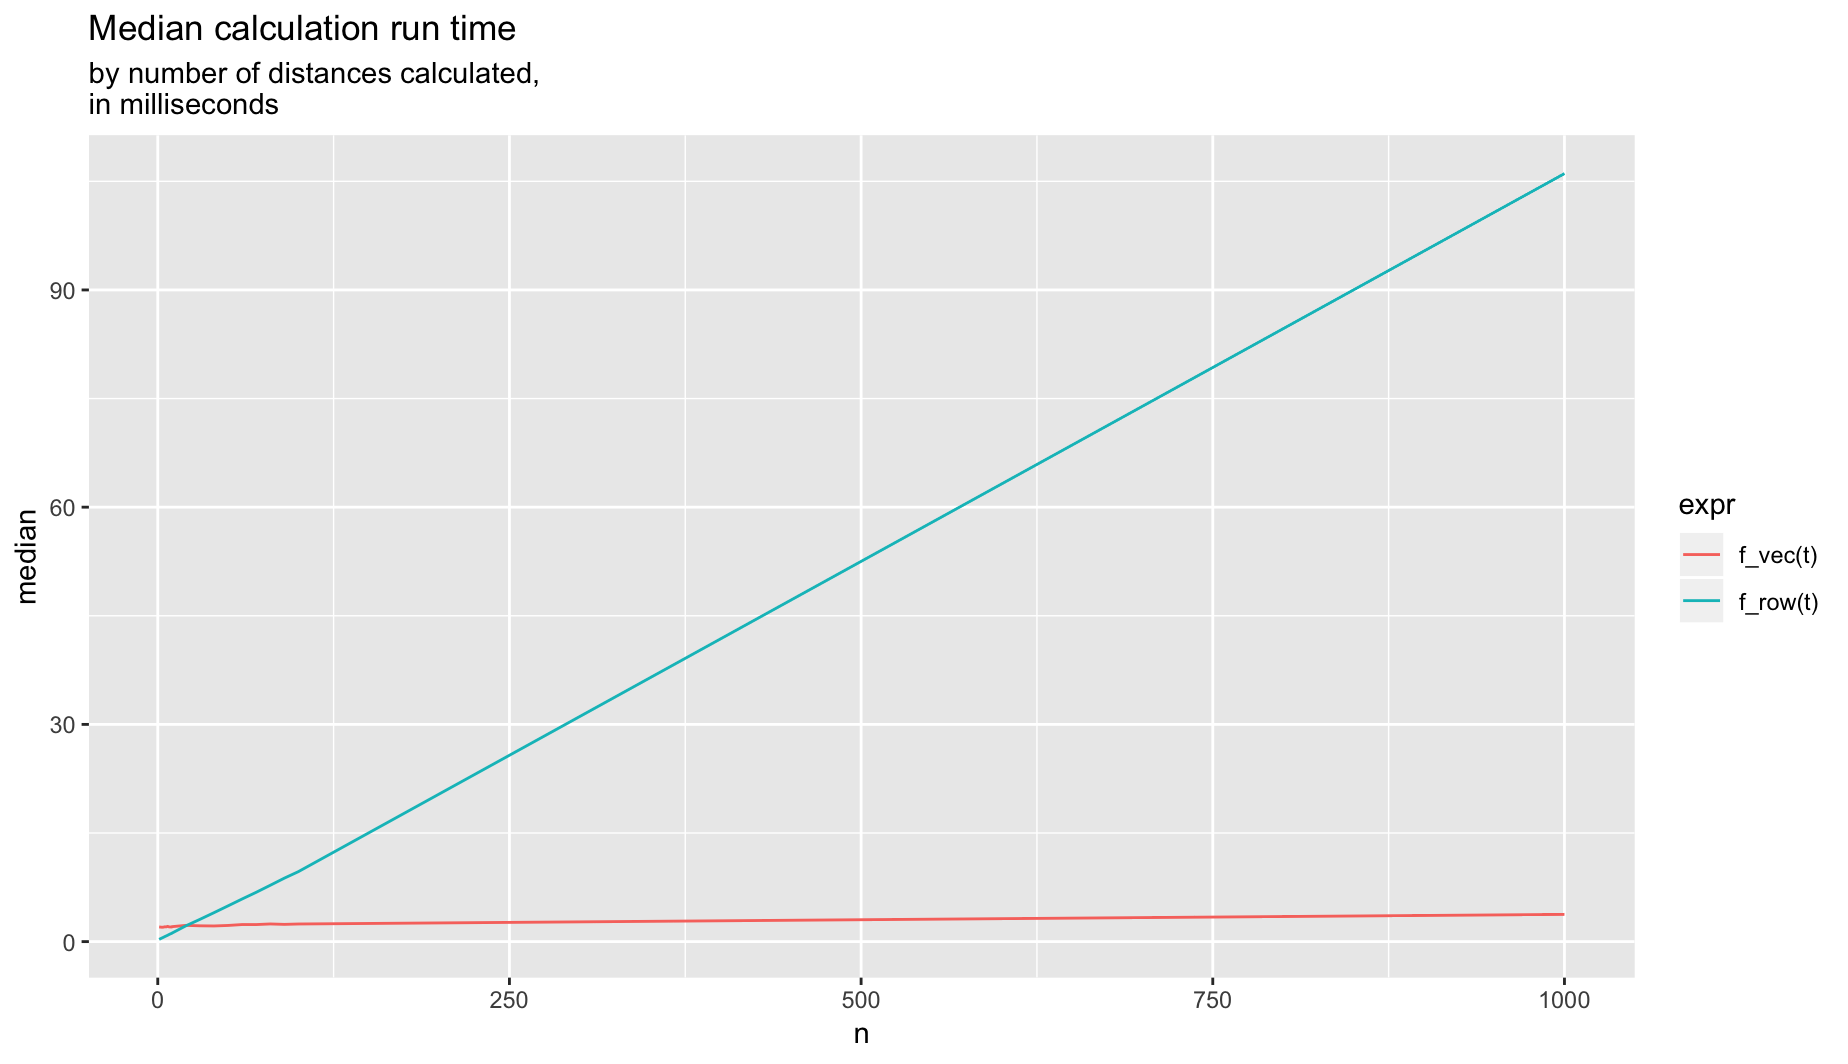 Median calculation run time
by number of distances calculated,
in milliseconds
median
90
60
30
0
0 250 500 750 1000
n
expr
f_vec(t)
f_row(t)